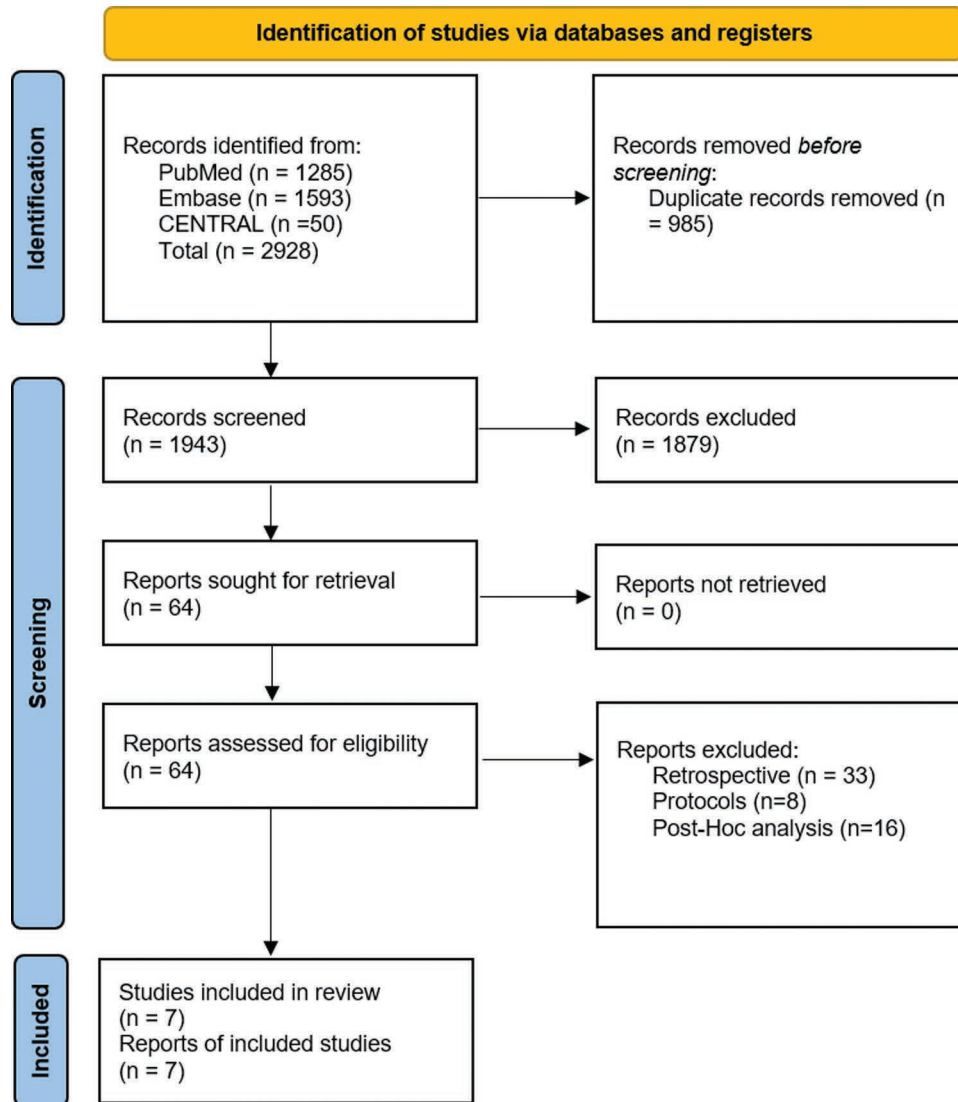 Identification of studies via databases and registers
Identification
Records identified from:
PubMed (n = 1285)
Embase (n = 1593)
CENTRAL (n =50)
Total (n = 2928)
Records removed before
screening:
Duplicate records removed (n
= 985)
Screening
Records screened
(n = 1943)
Records excluded
(n = 1879)
Reports sought for retrieval
(n = 64)
Reports not retrieved
(n = 0)
Reports assessed for eligibility
(n = 64)
Reports excluded:
Retrospective (n = 33)
Protocols (n=8)
Post-Hoc analysis (n=16)
Included
Studies included in review
(n = 7)
Reports of included studies
(n = 7)